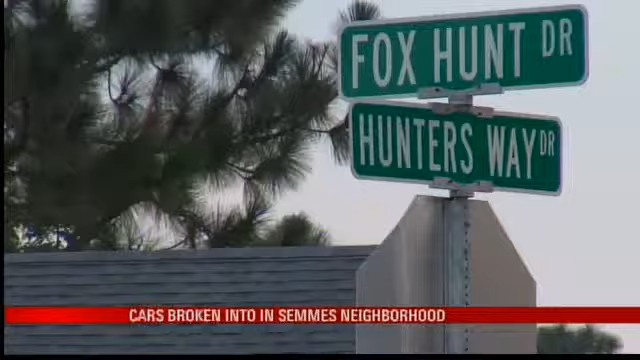 FOX HUNT DR
HUNTERS WAY DR
CARS BROKEN INTO IN SEMMES NEIGHBORHOOD